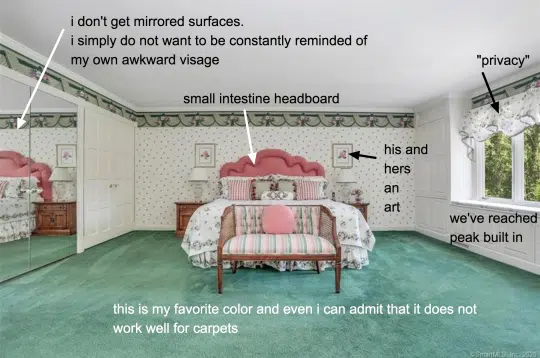 i don't get mirrored surfaces.
i simply do not want to be constantly reminded of
my own awkward visage
"privacy"
small intestine headboard
his and
hers
an
art
we've reached
peak built in
this is my favorite color and even i can admit that it does not
work well for carpets